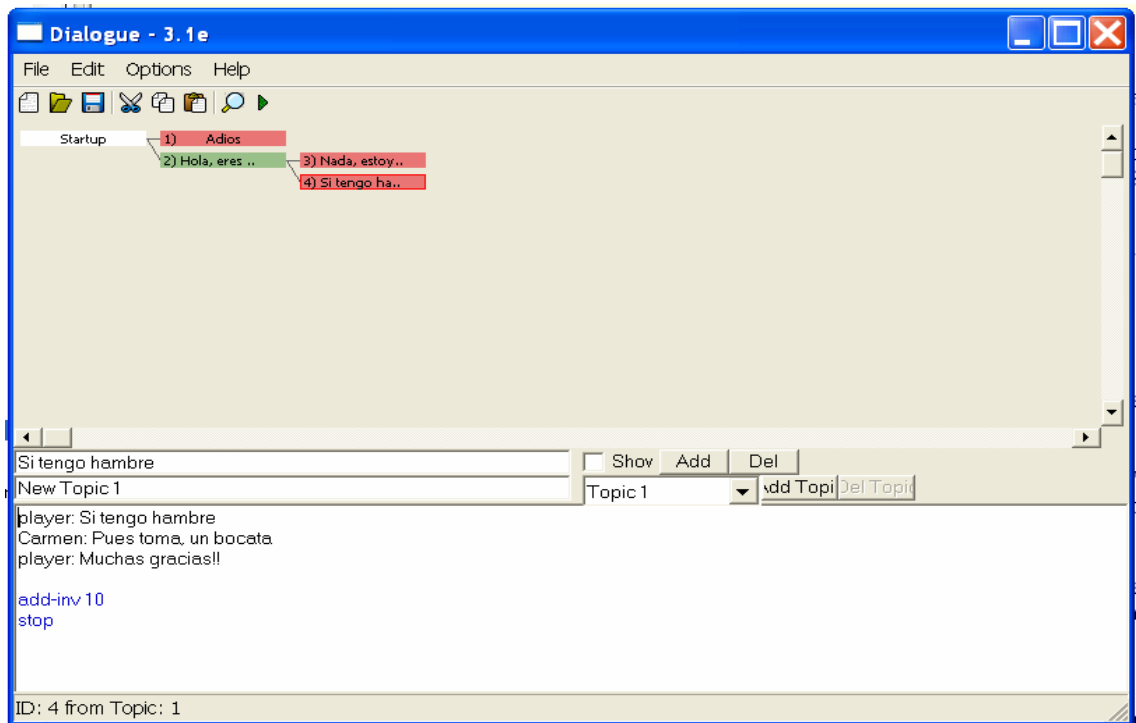 Dialogue - 3.1e
File Edit Options Help
Startup 1) Adios
2) Hola, eres .. 3) Nada, estoy..
4) Si tengo ha..
Si tengo hambre Shov Add Del
New Topic 1 Topic 1 Add Topi Del Topic
player: Si tengo hambre
Carmen: Pues toma, un bocata
player: Muchas gracias!!
add-inv 10
stop
ID: 4 from Topic: 1